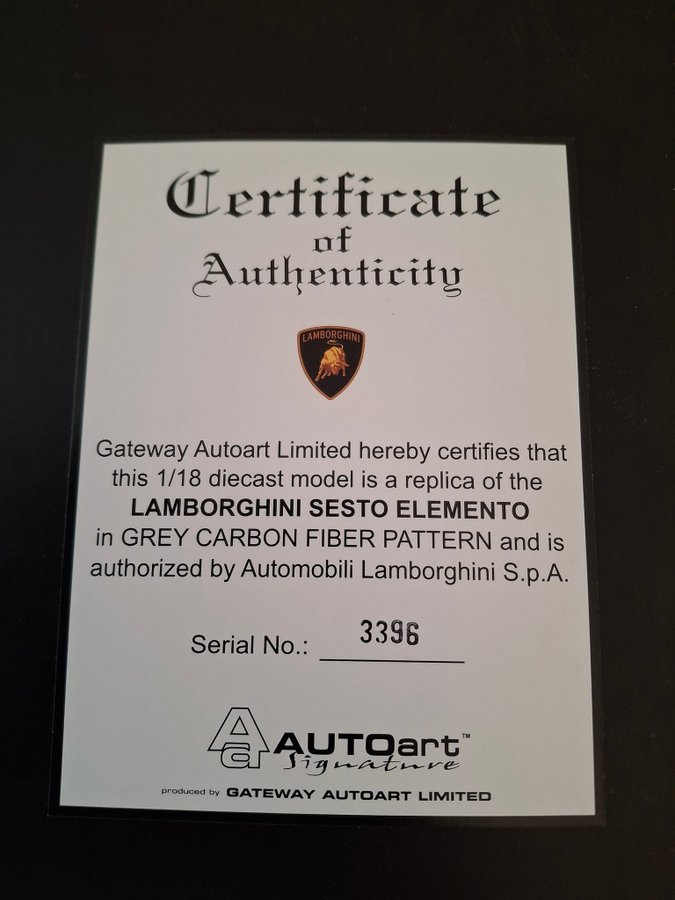 Certificate
of
Authenticity
LAMBORGHINI
Gateway Autoart Limited hereby certifies that
this 1/18 diecast model is a replica of the
LAMBORGHINI SESTO ELEMENTO
in GREY CARBON FIBER PATTERN and is
authorized by Automobili Lamborghini S.p.A.
Serial No.: 3396
Aa AUTOart™
Signature
produced by GATEWAY AUTOART LIMITED